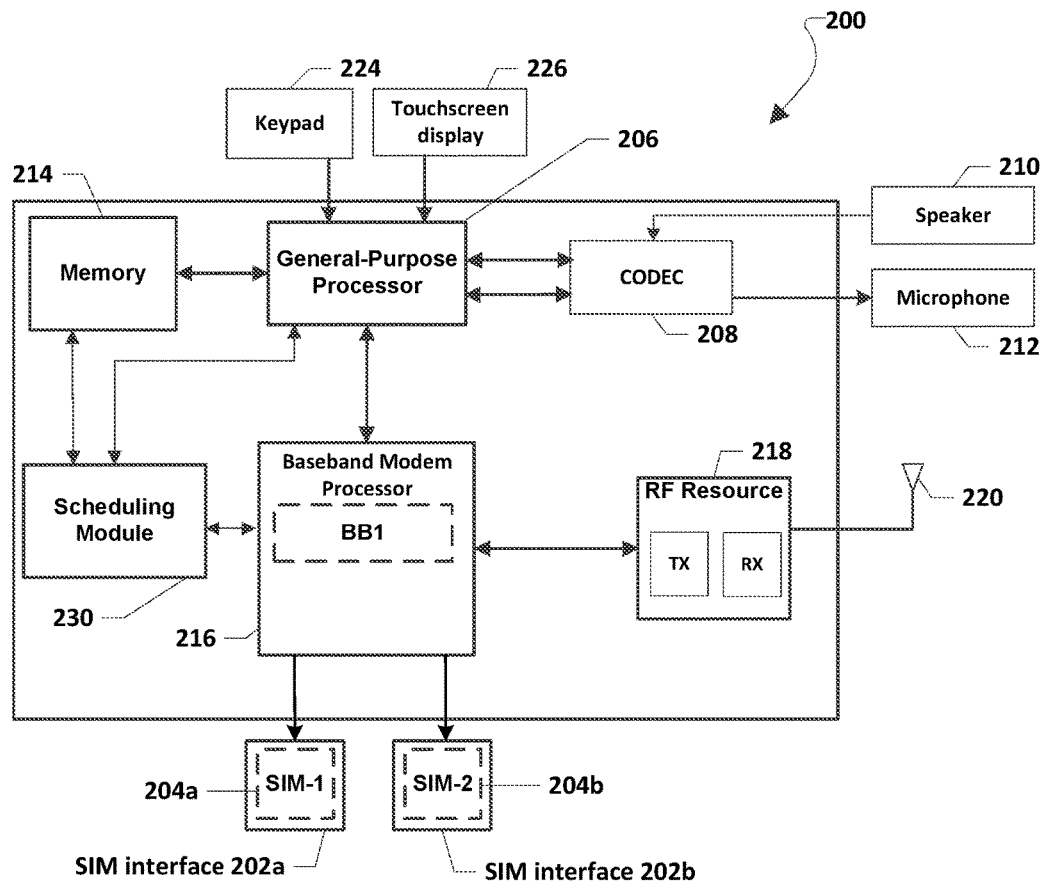 200
224
226
Keypad
Touchscreen
display
206
214
210
Speaker
Memory
General-Purpose
Processor
CODEC
Microphone
208
212
Baseband Modem
Processor
218
RF Resource
220
Scheduling
Module
BB1
TX
RX
230
216
204a
SIM-1
SIM-2
204b
SIM interface 202a
SIM interface 202b